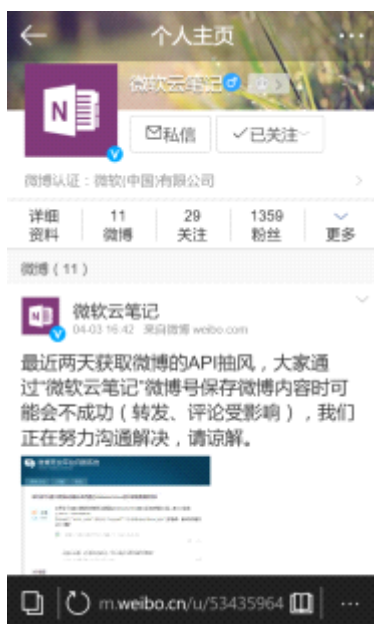 个人主页
微软云笔记
N
私信
已关注
微博认证：微软(中国)有限公司
详细资料
11 微博
29 关注
1359 粉丝
更多
微博 ( 11 )
N
微软云笔记
04-03 16:42 来自微博 weibo.com
最近两天获取微博的API抽风，大家通
过“微软云笔记”微博号保存微博内容时可
能会不成功（转发、评论受影响），我们
正在努力沟通解决，请谅解。
m.weibo.cn/u/53435964